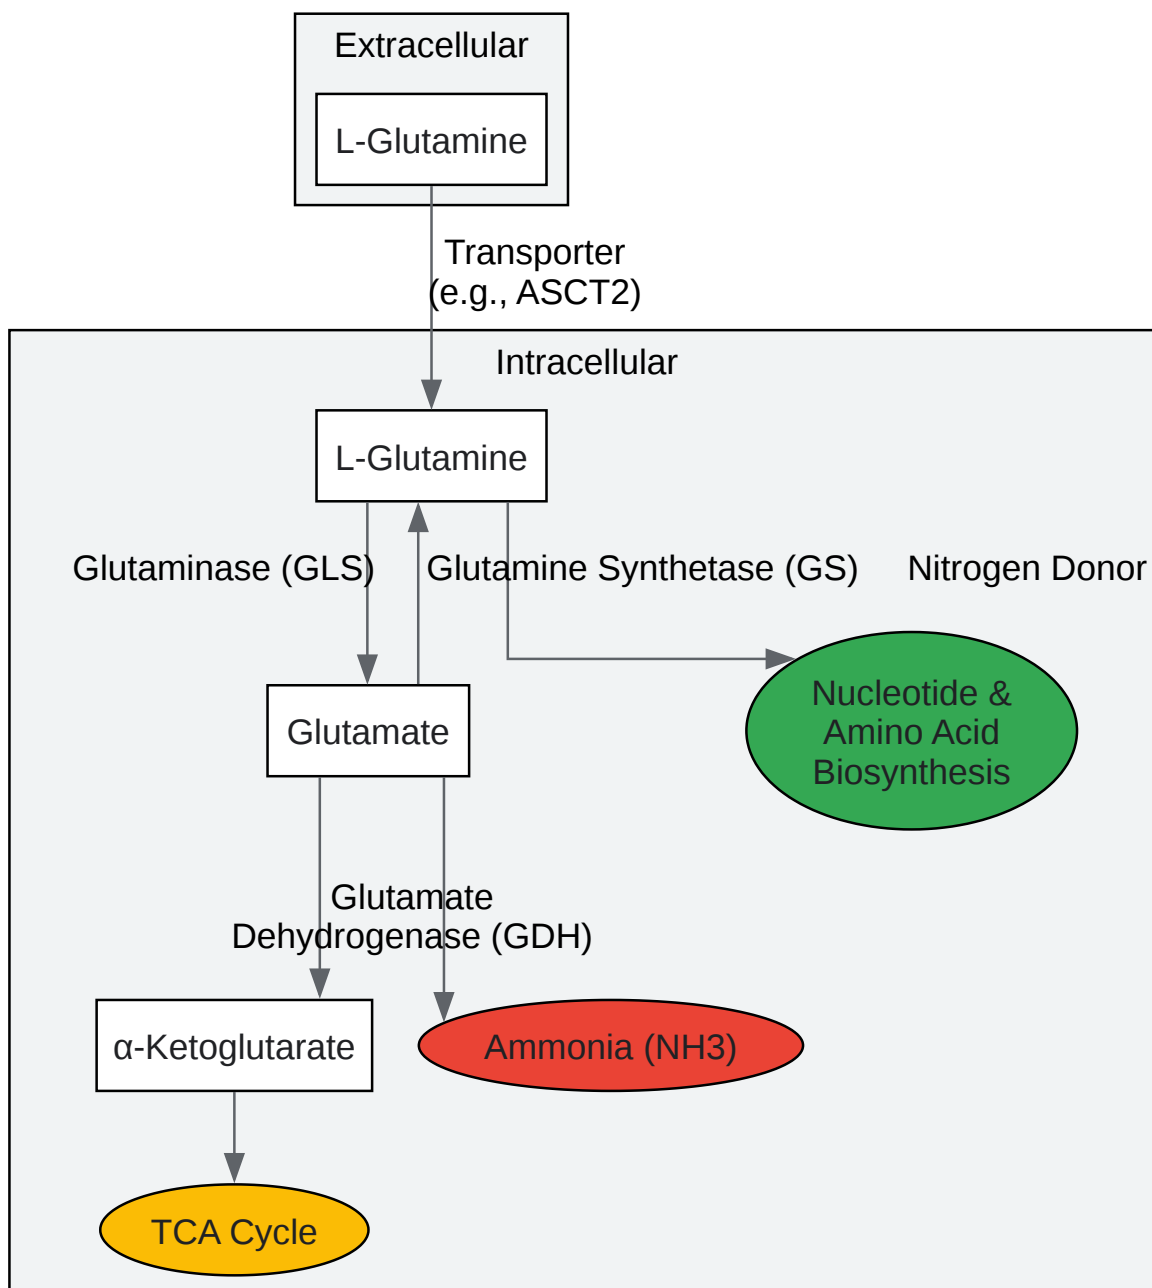 Extracellular
L-Glutamine
Transporter
(e.g., ASCT2)
Intracellular
L-Glutamine
Glutaminase (GLS)
Glutamine Synthetase (GS)
Nitrogen Donor
Nucleotide &
Amino Acid
Biosynthesis
Glutamate
Glutamate
Dehydrogenase (GDH)
α-Ketoglutarate
Ammonia (NH3)
TCA Cycle